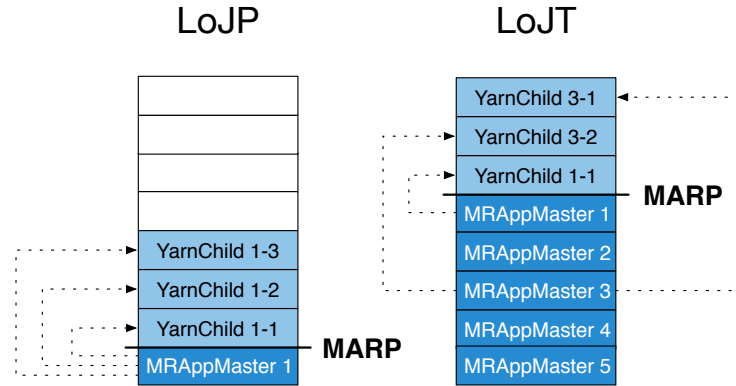 LoJP
LoJT
YarnChild 1-3
YarnChild 1-2
YarnChild 1-1
MARP
MRAppMaster 1
YarnChild 3-1
YarnChild 3-2
YarnChild 1-1
MARP
MRAppMaster 1
MRAppMaster 2
MRAppMaster 3
MRAppMaster 4
MRAppMaster 5